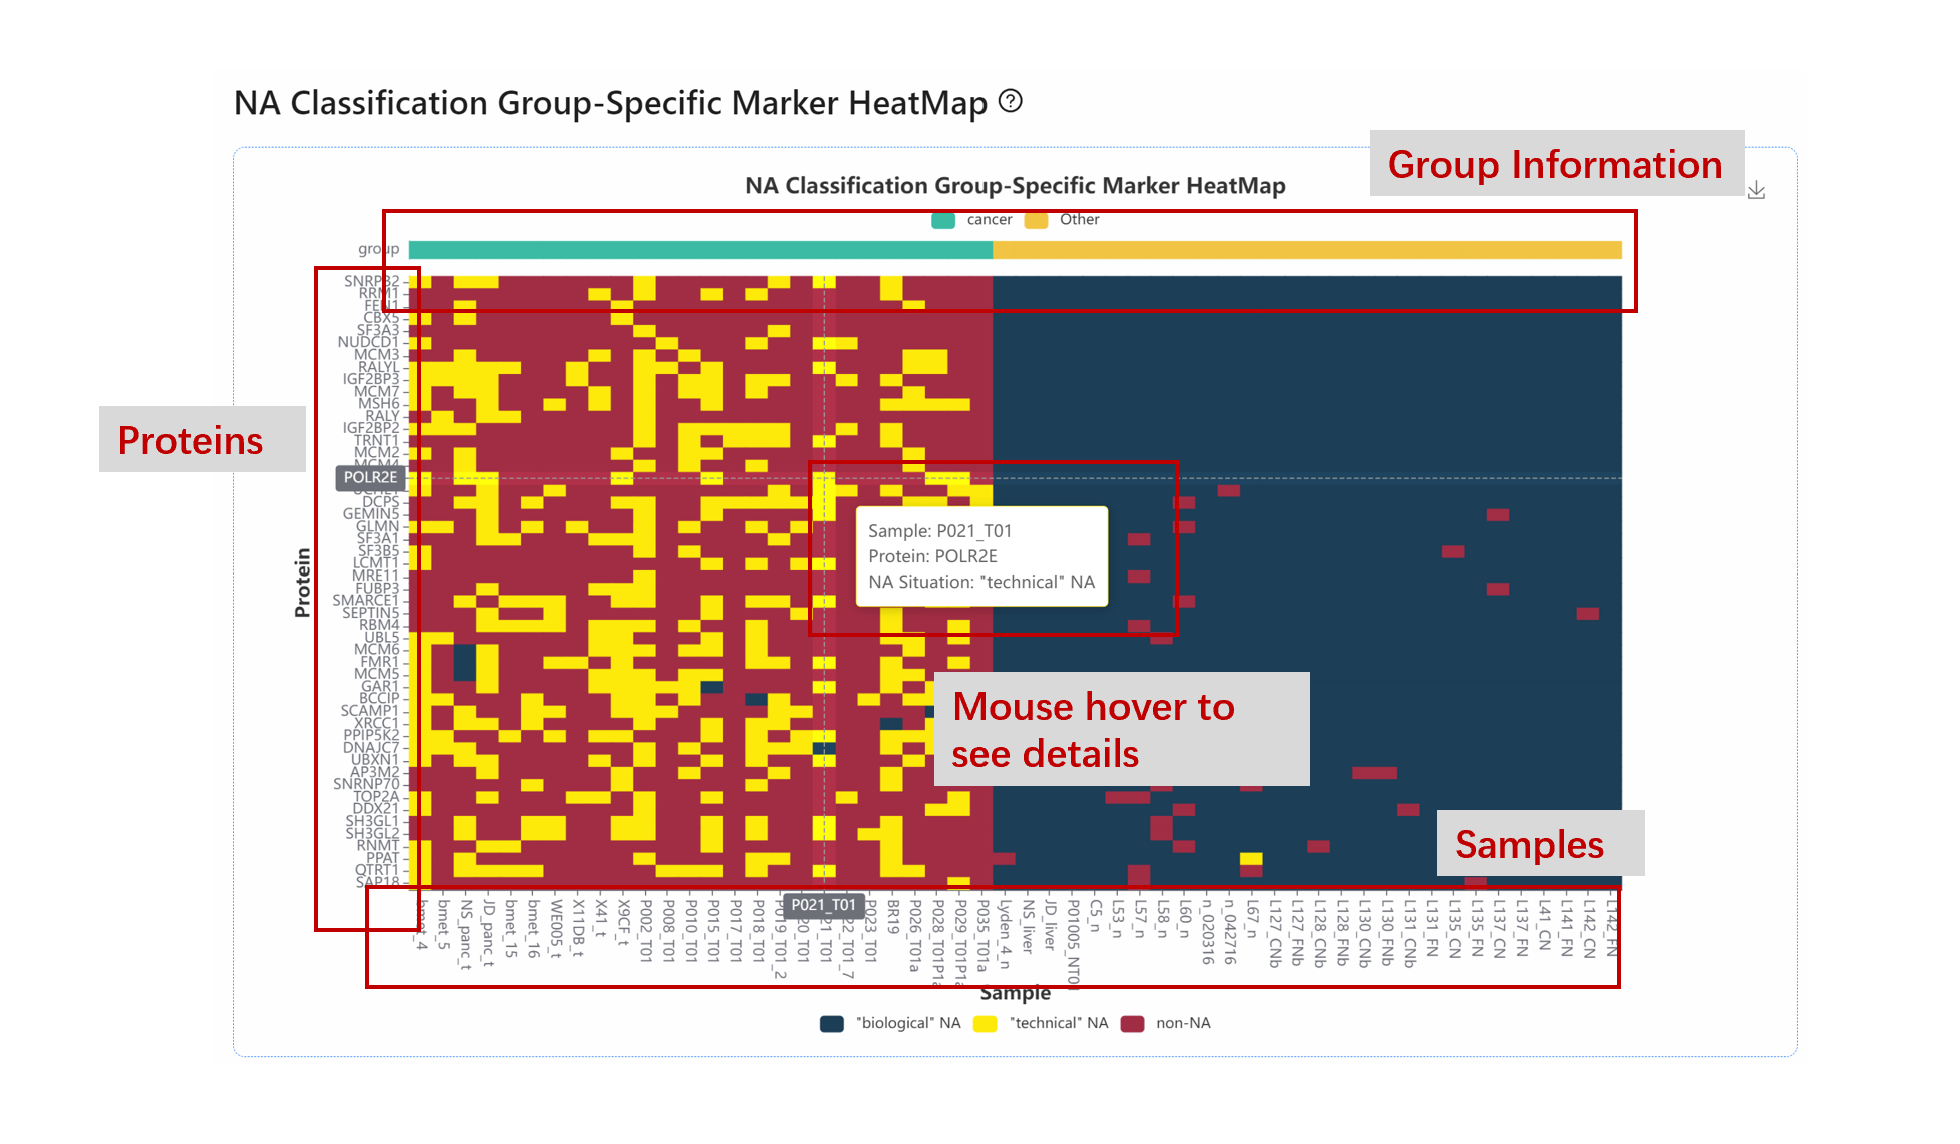 NA Classification Group-Specific Marker HeatMap ?
Group Information
NA Classification Group-Specific Marker HeatMap
cancer Other
group
SNRPB2
RRM1
FEN1
CBX5
SF3A3
NUDCD1
MCM3
RALYL
IGF2BP3
MCM7
MSH6
RALY
IGF2BP2
TRNT1
MCM2
MCM4
POLR2E
DCPS
GEMIN5
GLMN
SF3A1
SF3B5
LCMT1
MRE11
FUBP3
SMARCE1
SEPTIN5
RBM4
UBL5
MCM6
FMR1
MCM5
GAR1
BCCIP
SCAMP1
XRCC1
PPIP5K2
DNAJC7
UBXN1
AP3M2
SNRNP70
TOP2A
DDX21
SH3GL1
SH3GL2
RNMT
PPAT
QTRT1
SAP18
Proteins
Protein
Sample: P021_T01
Protein: POLR2E
NA Situation: "technical" NA
Mouse hover to
see details
Samples
bmet_4
bmet_5
NS_panc_t
JD_panc_t
bmet_15
bmet_16
WE005_t
X11DB_t
X41_t
X9CF_t
P002_T01
P008_T01
P010_T01
P015_T01
P017_T01
P018_T01
P019_T01_2
P021_T01
P023_T01
BR19
P026_T01a
P028_T01P1a
P029_T01P1a
P035_T01a
Lyden_4_n
NS_liver
JD_liver
P01005_NT01
C5_n
L53_n
L57_n
L58_n
L60_n
n_020316
n_042716
L67_n
L127_CNb
L127_FNb
L128_CNb
L128_FNb
L130_CNb
L130_FNb
L131_CNb
L131_FN
L135_CN
L135_FN
L137_CN
L137_FN
L41_CN
L141_FN
L142_CN
L142_FN
Sample
"biological" NA "technical" NA non-NA